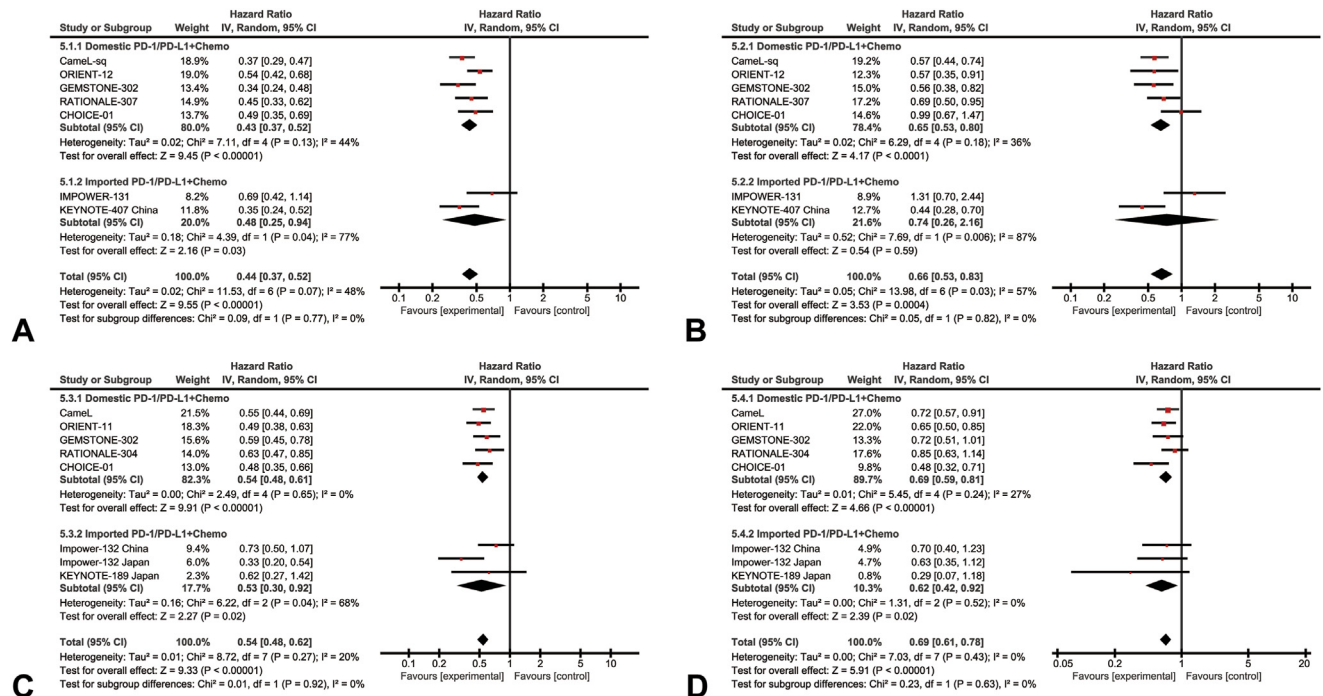 Hazard Ratio Hazard Ratio
Study or Subgroup Weight IV, Random, 95% CI IV, Random, 95% CI
5.1.1 Domestic PD-1/PD-L1+Chemo
CameL-sq 18.9% 0.37 [0.29, 0.47]
ORIENT-12 19.0% 0.54 [0.42, 0.68]
GEMSTONE-302 13.4% 0.34 [0.24, 0.48]
RATIONALE-307 14.9% 0.45 [0.33, 0.62]
CHOICE-01 13.7% 0.49 [0.35, 0.69]
Subtotal (95% CI) 80.0% 0.43 [0.37, 0.52]
Heterogeneity: Tau² = 0.02; Chi² = 7.11, df = 4 (P = 0.13); I² = 44%
Test for overall effect: Z = 9.45 (P < 0.00001)
5.1.2 Imported PD-1/PD-L1+Chemo
IMPOWER-131 8.2% 0.69 [0.42, 1.14]
KEYNOTE-407 China 11.8% 0.35 [0.24, 0.52]
Subtotal (95% CI) 20.0% 0.48 [0.25, 0.94]
Heterogeneity: Tau² = 0.18; Chi² = 4.39, df = 1 (P = 0.04); I² = 77%
Test for overall effect: Z = 2.16 (P = 0.03)
Total (95% CI) 100.0% 0.44 [0.37, 0.52]
Heterogeneity: Tau² = 0.02; Chi² = 11.53, df = 6 (P = 0.07); I² = 48%
Test for overall effect: Z = 9.55 (P < 0.00001)
Test for subgroup differences: Chi² = 0.09, df = 1 (P = 0.77), I² = 0%
0.1 0.2 0.5 1 2 5 10
Favours [experimental] Favours [control]
A
Hazard Ratio Hazard Ratio
Study or Subgroup Weight IV, Random, 95% CI IV, Random, 95% CI
5.2.1 Domestic PD-1/PD-L1+Chemo
CameL-sq 19.2% 0.57 [0.44, 0.74]
ORIENT-12 12.3% 0.57 [0.35, 0.91]
GEMSTONE-302 15.0% 0.56 [0.38, 0.82]
RATIONALE-307 17.2% 0.69 [0.50, 0.95]
CHOICE-01 14.6% 0.99 [0.67, 1.47]
Subtotal (95% CI) 78.4% 0.65 [0.53, 0.80]
Heterogeneity: Tau² = 0.02; Chi² = 6.29, df = 4 (P = 0.18); I² = 36%
Test for overall effect: Z = 4.17 (P < 0.0001)
5.2.2 Imported PD-1/PD-L1+Chemo
IMPOWER-131 8.9% 1.31 [0.70, 2.44]
KEYNOTE-407 China 12.7% 0.44 [0.28, 0.70]
Subtotal (95% CI) 21.6% 0.74 [0.26, 2.16]
Heterogeneity: Tau² = 0.52; Chi² = 7.69, df = 1 (P = 0.006); I² = 87%
Test for overall effect: Z = 0.54 (P = 0.59)
Total (95% CI) 100.0% 0.66 [0.53, 0.83]
Heterogeneity: Tau² = 0.05; Chi² = 13.98, df = 6 (P = 0.03); I² = 57%
Test for overall effect: Z = 3.53 (P = 0.0004)
Test for subgroup differences: Chi² = 0.05, df = 1 (P = 0.82), I² = 0%
0.1 0.2 0.5 1 2 5 10
Favours [experimental] Favours [control]
B
Hazard Ratio Hazard Ratio
Study or Subgroup Weight IV, Random, 95% CI IV, Random, 95% CI
5.3.1 Domestic PD-1/PD-L1+Chemo
CameL 21.5% 0.55 [0.44, 0.69]
ORIENT-11 18.3% 0.49 [0.38, 0.63]
GEMSTONE-302 15.6% 0.59 [0.45, 0.78]
RATIONALE-304 14.0% 0.63 [0.47, 0.85]
CHOICE-01 13.0% 0.48 [0.35, 0.66]
Subtotal (95% CI) 82.3% 0.54 [0.48, 0.61]
Heterogeneity: Tau² = 0.00; Chi² = 2.49, df = 4 (P = 0.65); I² = 0%
Test for overall effect: Z = 9.91 (P < 0.00001)
5.3.2 Imported PD-1/PD-L1+Chemo
Impower-132 China 9.4% 0.73 [0.50, 1.07]
Impower-132 Japan 6.0% 0.33 [0.20, 0.54]
KEYNOTE-189 Japan 2.3% 0.62 [0.27, 1.42]
Subtotal (95% CI) 17.7% 0.53 [0.30, 0.92]
Heterogeneity: Tau² = 0.16; Chi² = 6.22, df = 2 (P = 0.04); I² = 68%
Test for overall effect: Z = 2.27 (P = 0.02)
Total (95% CI) 100.0% 0.54 [0.48, 0.62]
Heterogeneity: Tau² = 0.01; Chi² = 8.72, df = 7 (P = 0.27); I² = 20%
Test for overall effect: Z = 9.33 (P < 0.00001)
Test for subgroup differences: Chi² = 0.01, df = 1 (P = 0.92), I² = 0%
0.1 0.2 0.5 1 2 5 10
Favours [experimental] Favours [control]
C
Hazard Ratio Hazard Ratio
Study or Subgroup Weight IV, Random, 95% CI IV, Random, 95% CI
5.4.1 Domestic PD-1/PD-L1+Chemo
CameL 27.0% 0.72 [0.57, 0.91]
ORIENT-11 22.0% 0.65 [0.50, 0.85]
GEMSTONE-302 13.3% 0.72 [0.51, 1.01]
RATIONALE-304 17.6% 0.85 [0.63, 1.14]
CHOICE-01 9.8% 0.48 [0.32, 0.71]
Subtotal (95% CI) 89.7% 0.69 [0.59, 0.81]
Heterogeneity: Tau² = 0.01; Chi² = 5.45, df = 4 (P = 0.24); I² = 27%
Test for overall effect: Z = 4.66 (P < 0.00001)
5.4.2 Imported PD-1/PD-L1+Chemo
Impower-132 China 4.9% 0.70 [0.40, 1.23]
Impower-132 Japan 4.7% 0.63 [0.35, 1.12]
KEYNOTE-189 Japan 0.8% 0.29 [0.07, 1.18]
Subtotal (95% CI) 10.3% 0.62 [0.42, 0.92]
Heterogeneity: Tau² = 0.00; Chi² = 1.31, df = 2 (P = 0.52); I² = 0%
Test for overall effect: Z = 2.39 (P = 0.02)
Total (95% CI) 100.0% 0.69 [0.61, 0.78]
Heterogeneity: Tau² = 0.00; Chi² = 7.03, df = 7 (P = 0.43); I² = 0%
Test for overall effect: Z = 5.91 (P < 0.00001)
Test for subgroup differences: Chi² = 0.23, df = 1 (P = 0.63), I² = 0%
0.05 0.2 1 5 20
Favours [experimental] Favours [control]
D